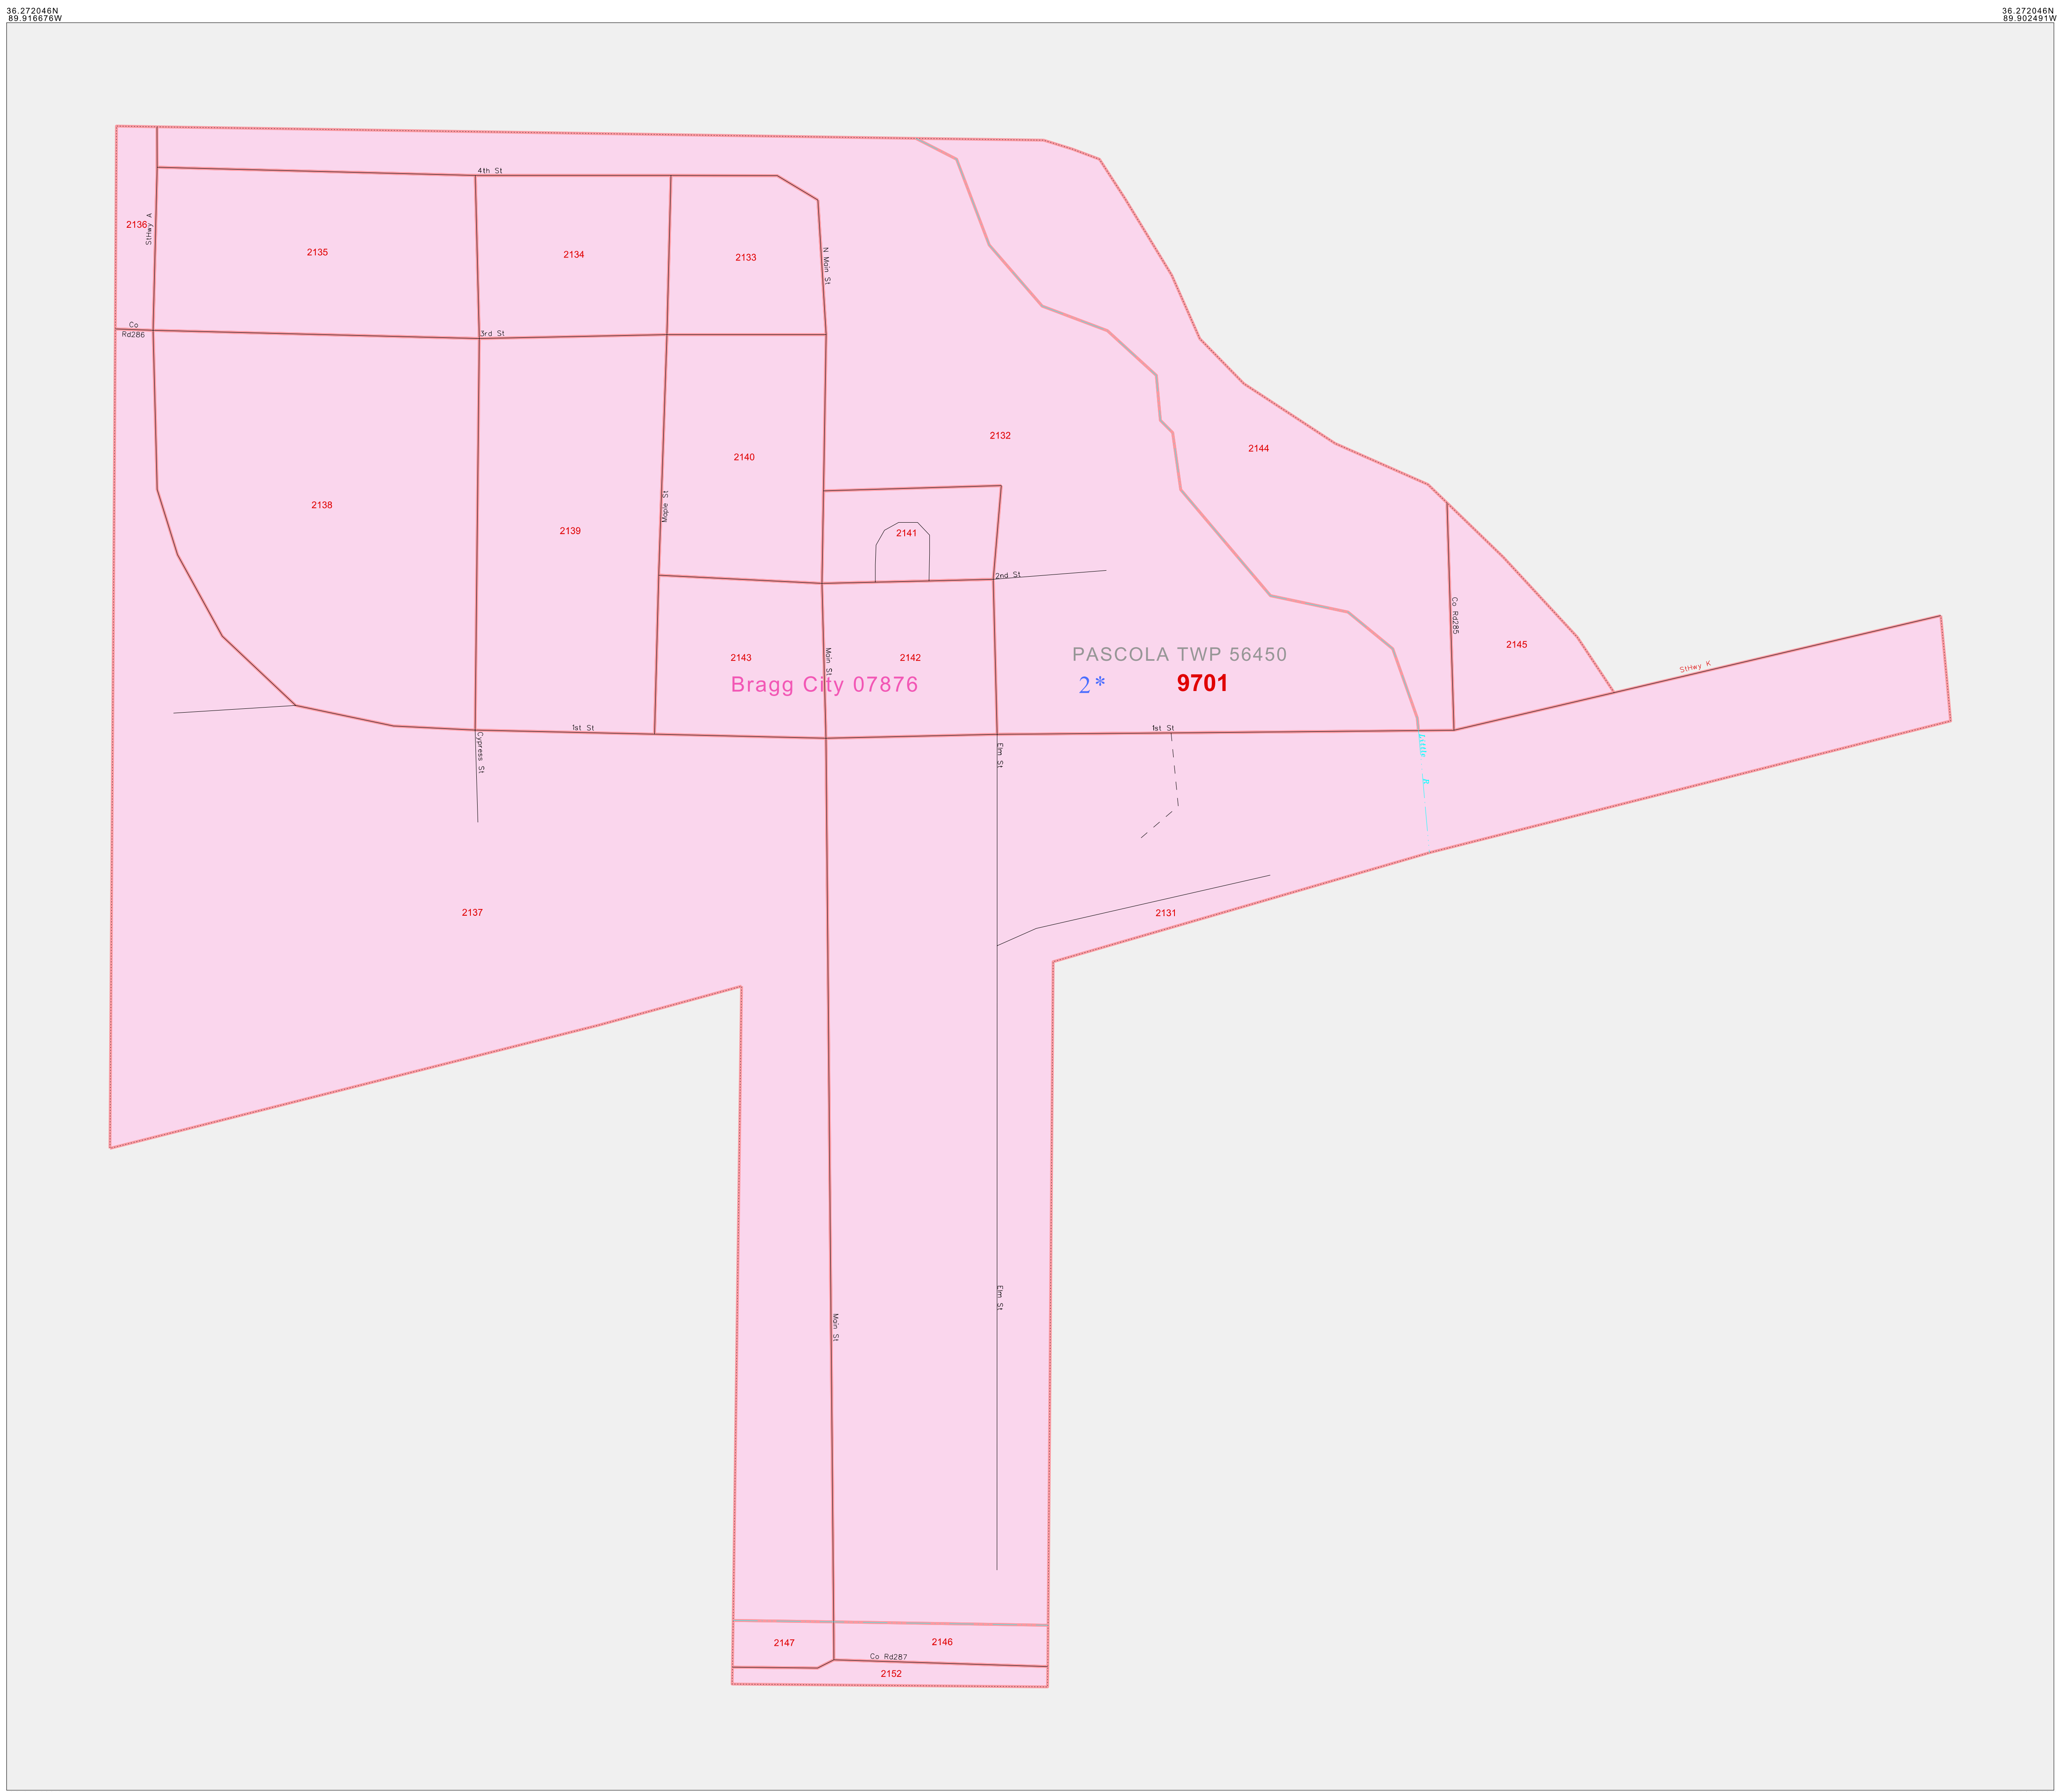 36.272046N
89.916676W
36.272046N
89.902491W
4th St
2136
StHwy A
2135
2134
2133
N Main St
Co
Rd286
3rd St
2132
2144
2140
2138
Maple St
2139
2141
2nd St
Co Rd285
2145
2143
Main St
2142
PASCOLA TWP 56450
StHwy K
Bragg City 07876
2*
9701
1st St
1st St
Cypress St
Elm St
Little R
2137
2131
Elm St
Main St
2147
2146
Co Rd287
2152